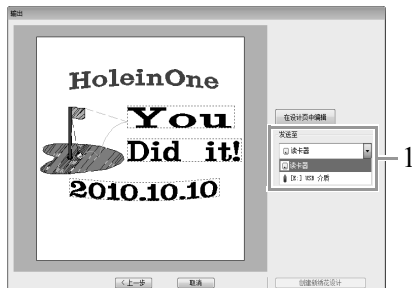 输出
HoleinOne
You
Did it!
2010.10.10
在设计页中编辑
发送至
读卡器
读卡器
[E:] USB 介质
1
<上一步
取消
创建新绣花设计